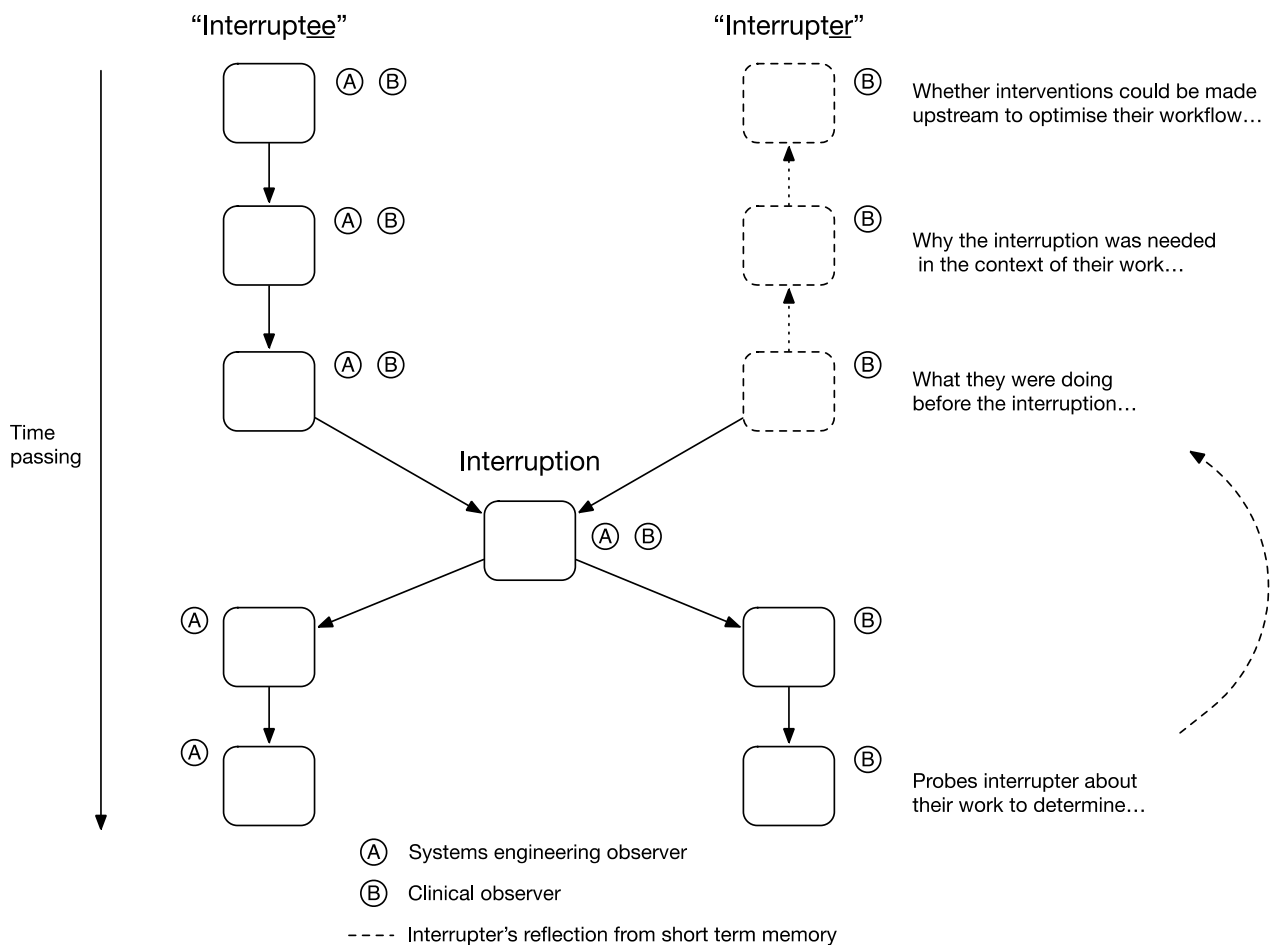 “Interruptee”
“Interrupter”
A B
B
Whether interventions could be made
upstream to optimise their workflow…
A B
B
Why the interruption was needed
in the context of their work…
A B
B
What they were doing
before the interruption…
Time
passing
Interruption
A B
A
B
A
B
Probes interrupter about
their work to determine…
A Systems engineering observer
B Clinical observer
Interrupter’s reflection from short term memory